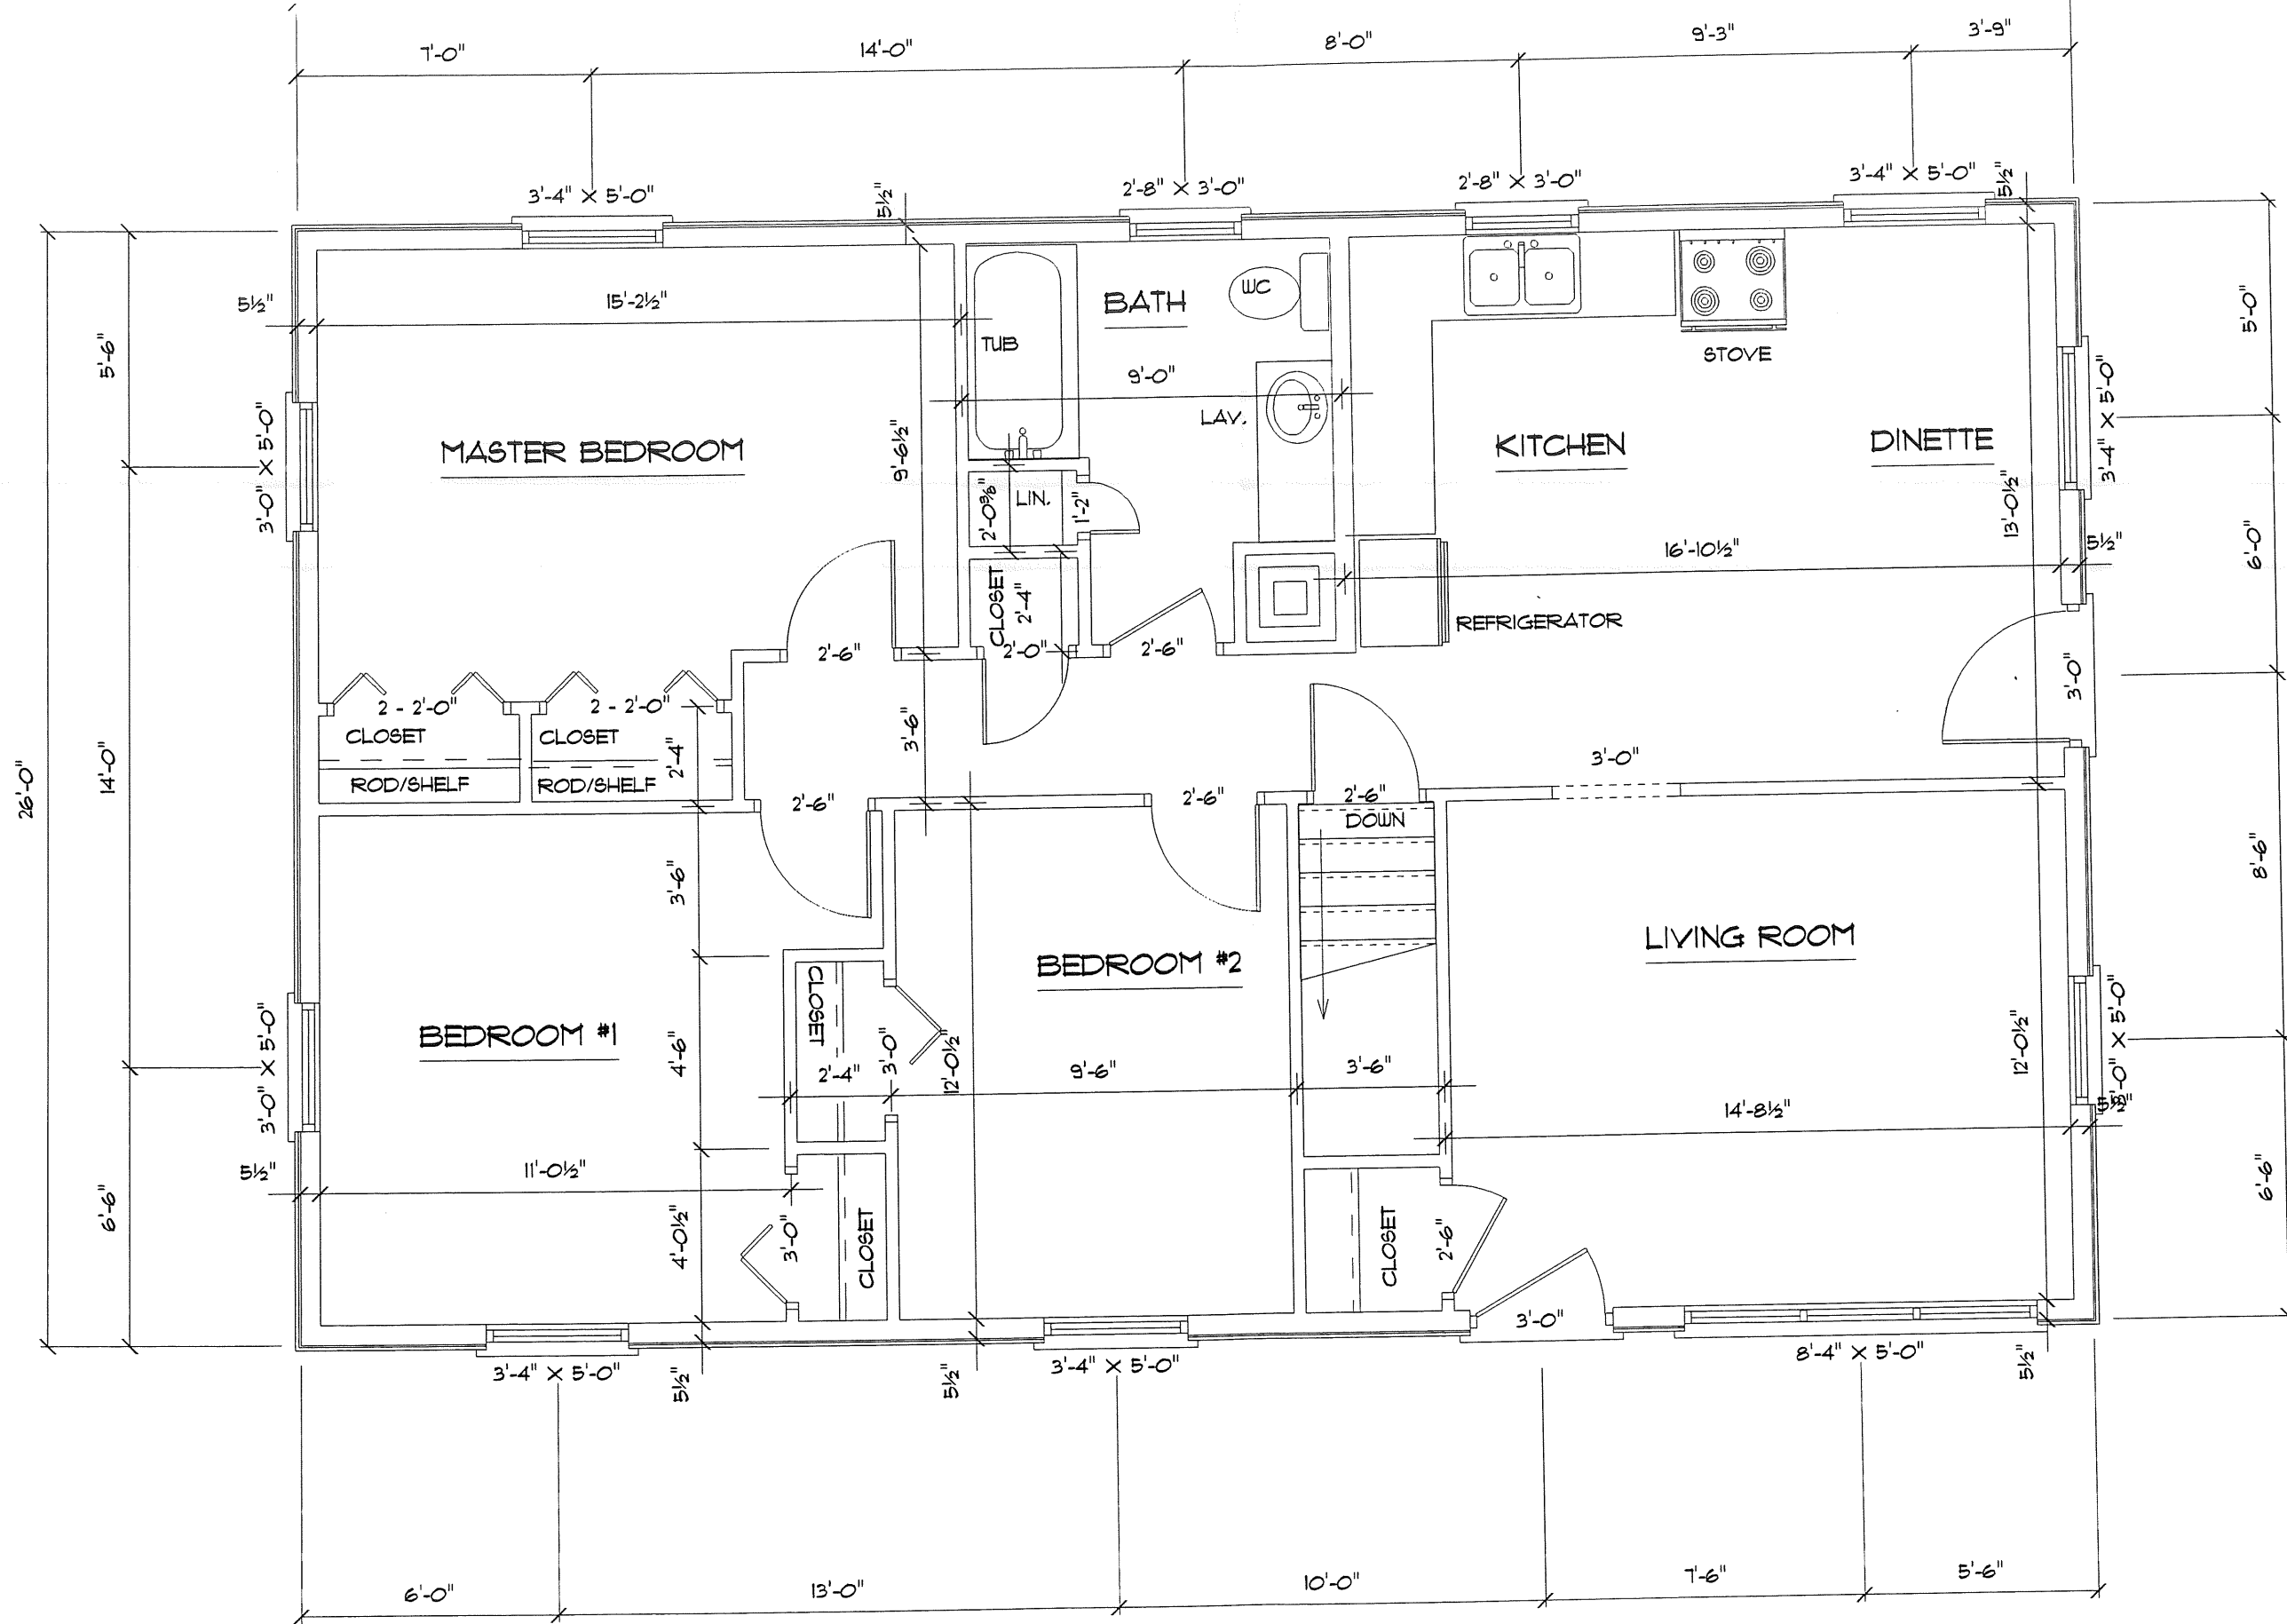 7'-0" 14'-0" 8'-0" 9'-3" 3'-9"
3'-4" X 5'-0" 5½" 2'-8" X 3'-0" 2'-8" X 3'-0" 3'-4" X 5'-0" 5½"
5½" 15'-2½" BATH WC 5'-0"
5'-6" TUB STOVE
9'-0"
3'-0" X 5'-0" MASTER BEDROOM 9'-6½" LAV. KITCHEN DINETTE 3'-4" X 5'-0"
2'-0⅜" LIN. 1'-2" 13'-0½"
16'-10½" 5½" 6'-0"
CLOSET 2'-4" REFRIGERATOR
2'-6" 2'-0" 2'-6" 3'-0"
2 - 2'-0" 2 - 2'-0"
CLOSET CLOSET 2'-4" 3'-6" 3'-0"
ROD/SHELF ROD/SHELF
26'-0" 14'-0" 2'-6" 2'-6" 2'-6"
DOWN
3'-6" 8'-6"
BEDROOM #2 LIVING ROOM
CLOSET
3'-0" X 5'-0" BEDROOM #1 4'-6" 3'-0" 12'-0½" 12'-0½" 3'-0" X 5'-0"
2'-4" 9'-6" 3'-6"
14'-8½" 5½"
5½" 11'-0½"
6'-6" 6'-6"
4'-0½" 3'-0" CLOSET CLOSET 2'-6"
3'-0"
3'-4" X 5'-0" 5½" 5½" 3'-4" X 5'-0" 8'-4" X 5'-0" 5½"
6'-0" 13'-0" 10'-0" 7'-6" 5'-6"